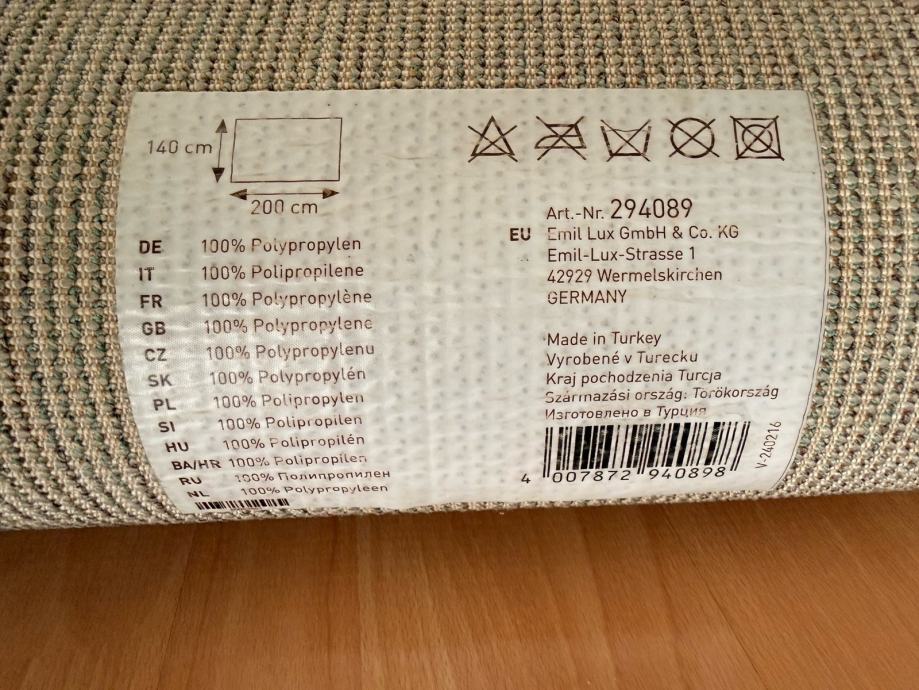 140 cm
200 cm
DE 100% Polypropylen
IT 100% Polipropilene
FR 100% Polypropylène
GB 100% Polypropylene
CZ 100% Polypropylenu
SK 100% Polypropylén
PL 100% Polipropylen
SI 100% Polipropilen
HU 100% Polipropilén
BA/HR 100% Polipropilen
RU 100% Полипропилен
NL 100% Polypropyleen
Art.-Nr. 294089
EU Emil Lux GmbH & Co. KG
Emil-Lux-Strasse 1
42929 Wermelskirchen
GERMANY
Made in Turkey
Vyrobené v Turecku
Kraj pochodzenia Turcja
Származási ország: Törökország
Изготовлено в Турция
4 007872 940898
V-240216